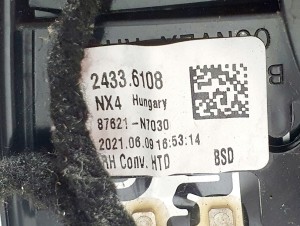 2433.6108
NX4 Hungary
87621-N7030
2021.06.09 16:53:14
RH Conv. HTD BSD